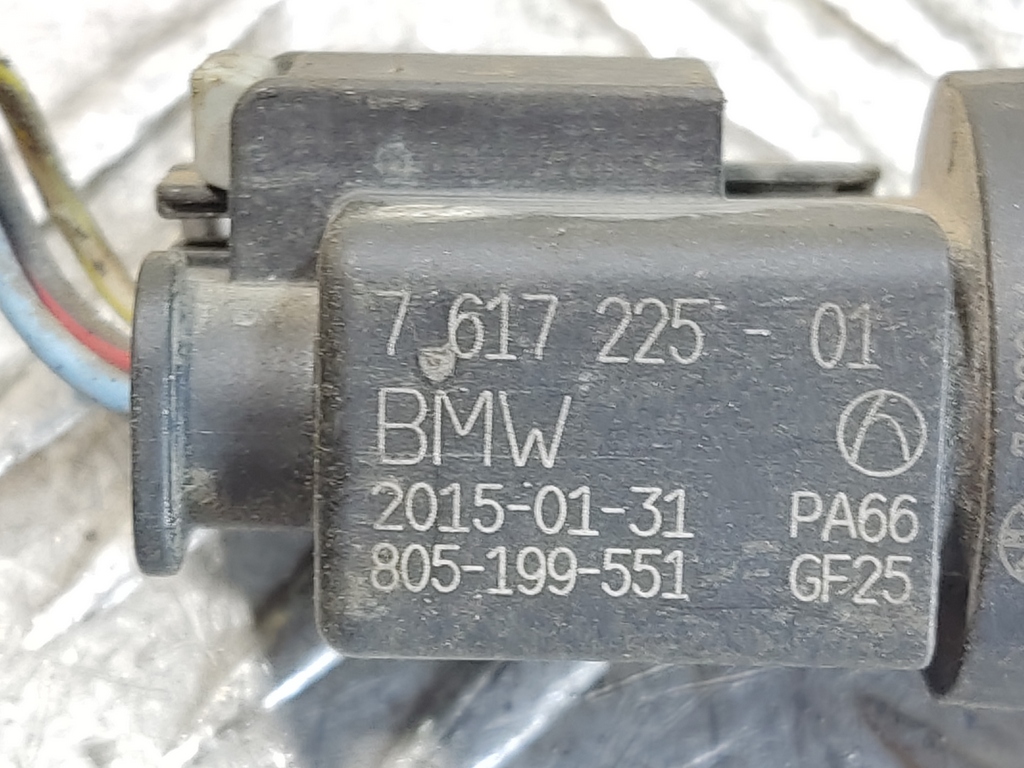 7 617 225 - 01
BMW
2015-01-31 PA66
805-199-551 GF25